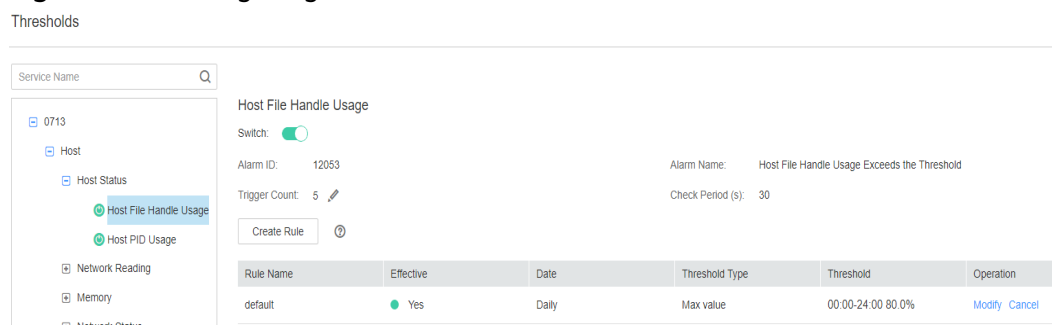 Thresholds
Service Name
0713
Host
Host Status
Host File Handle Usage
Host PID Usage
Network Reading
Memory
Host File Handle Usage
Switch:
Alarm ID: 12053 Alarm Name: Host File Handle Usage Exceeds the Threshold
Trigger Count: 5 Check Period (s): 30
Create Rule
Rule Name Effective Date Threshold Type Threshold Operation
default Yes Daily Max value 00:00-24:00 80.0% Modify Cancel